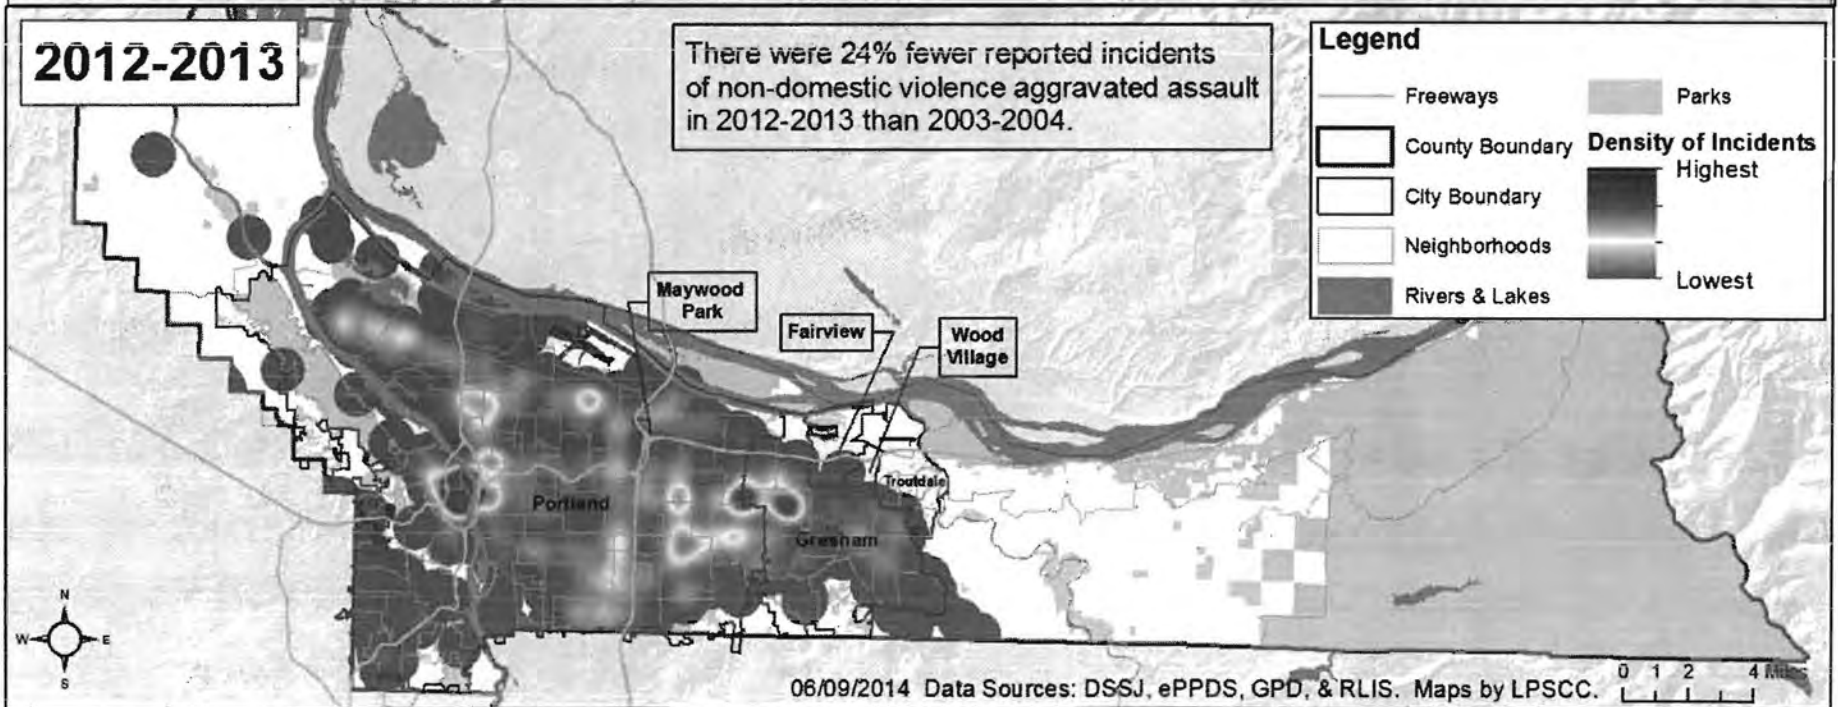 2012-2013
There were 24% fewer reported incidents
of non-domestic violence aggravated assault
in 2012-2013 than 2003-2004.
Legend
Freeways
County Boundary
City Boundary
Neighborhoods
Rivers & Lakes
Parks
Density of Incidents
Highest
Lowest
Maywood
Park
Fairview
Wood
Village
Troutdale
Portland
Gresham
N
W E
S
06/09/2014 Data Sources: DSSJ, ePPDS, GPD, & RLIS. Maps by LPSCC.
0 1 2 4 Miles